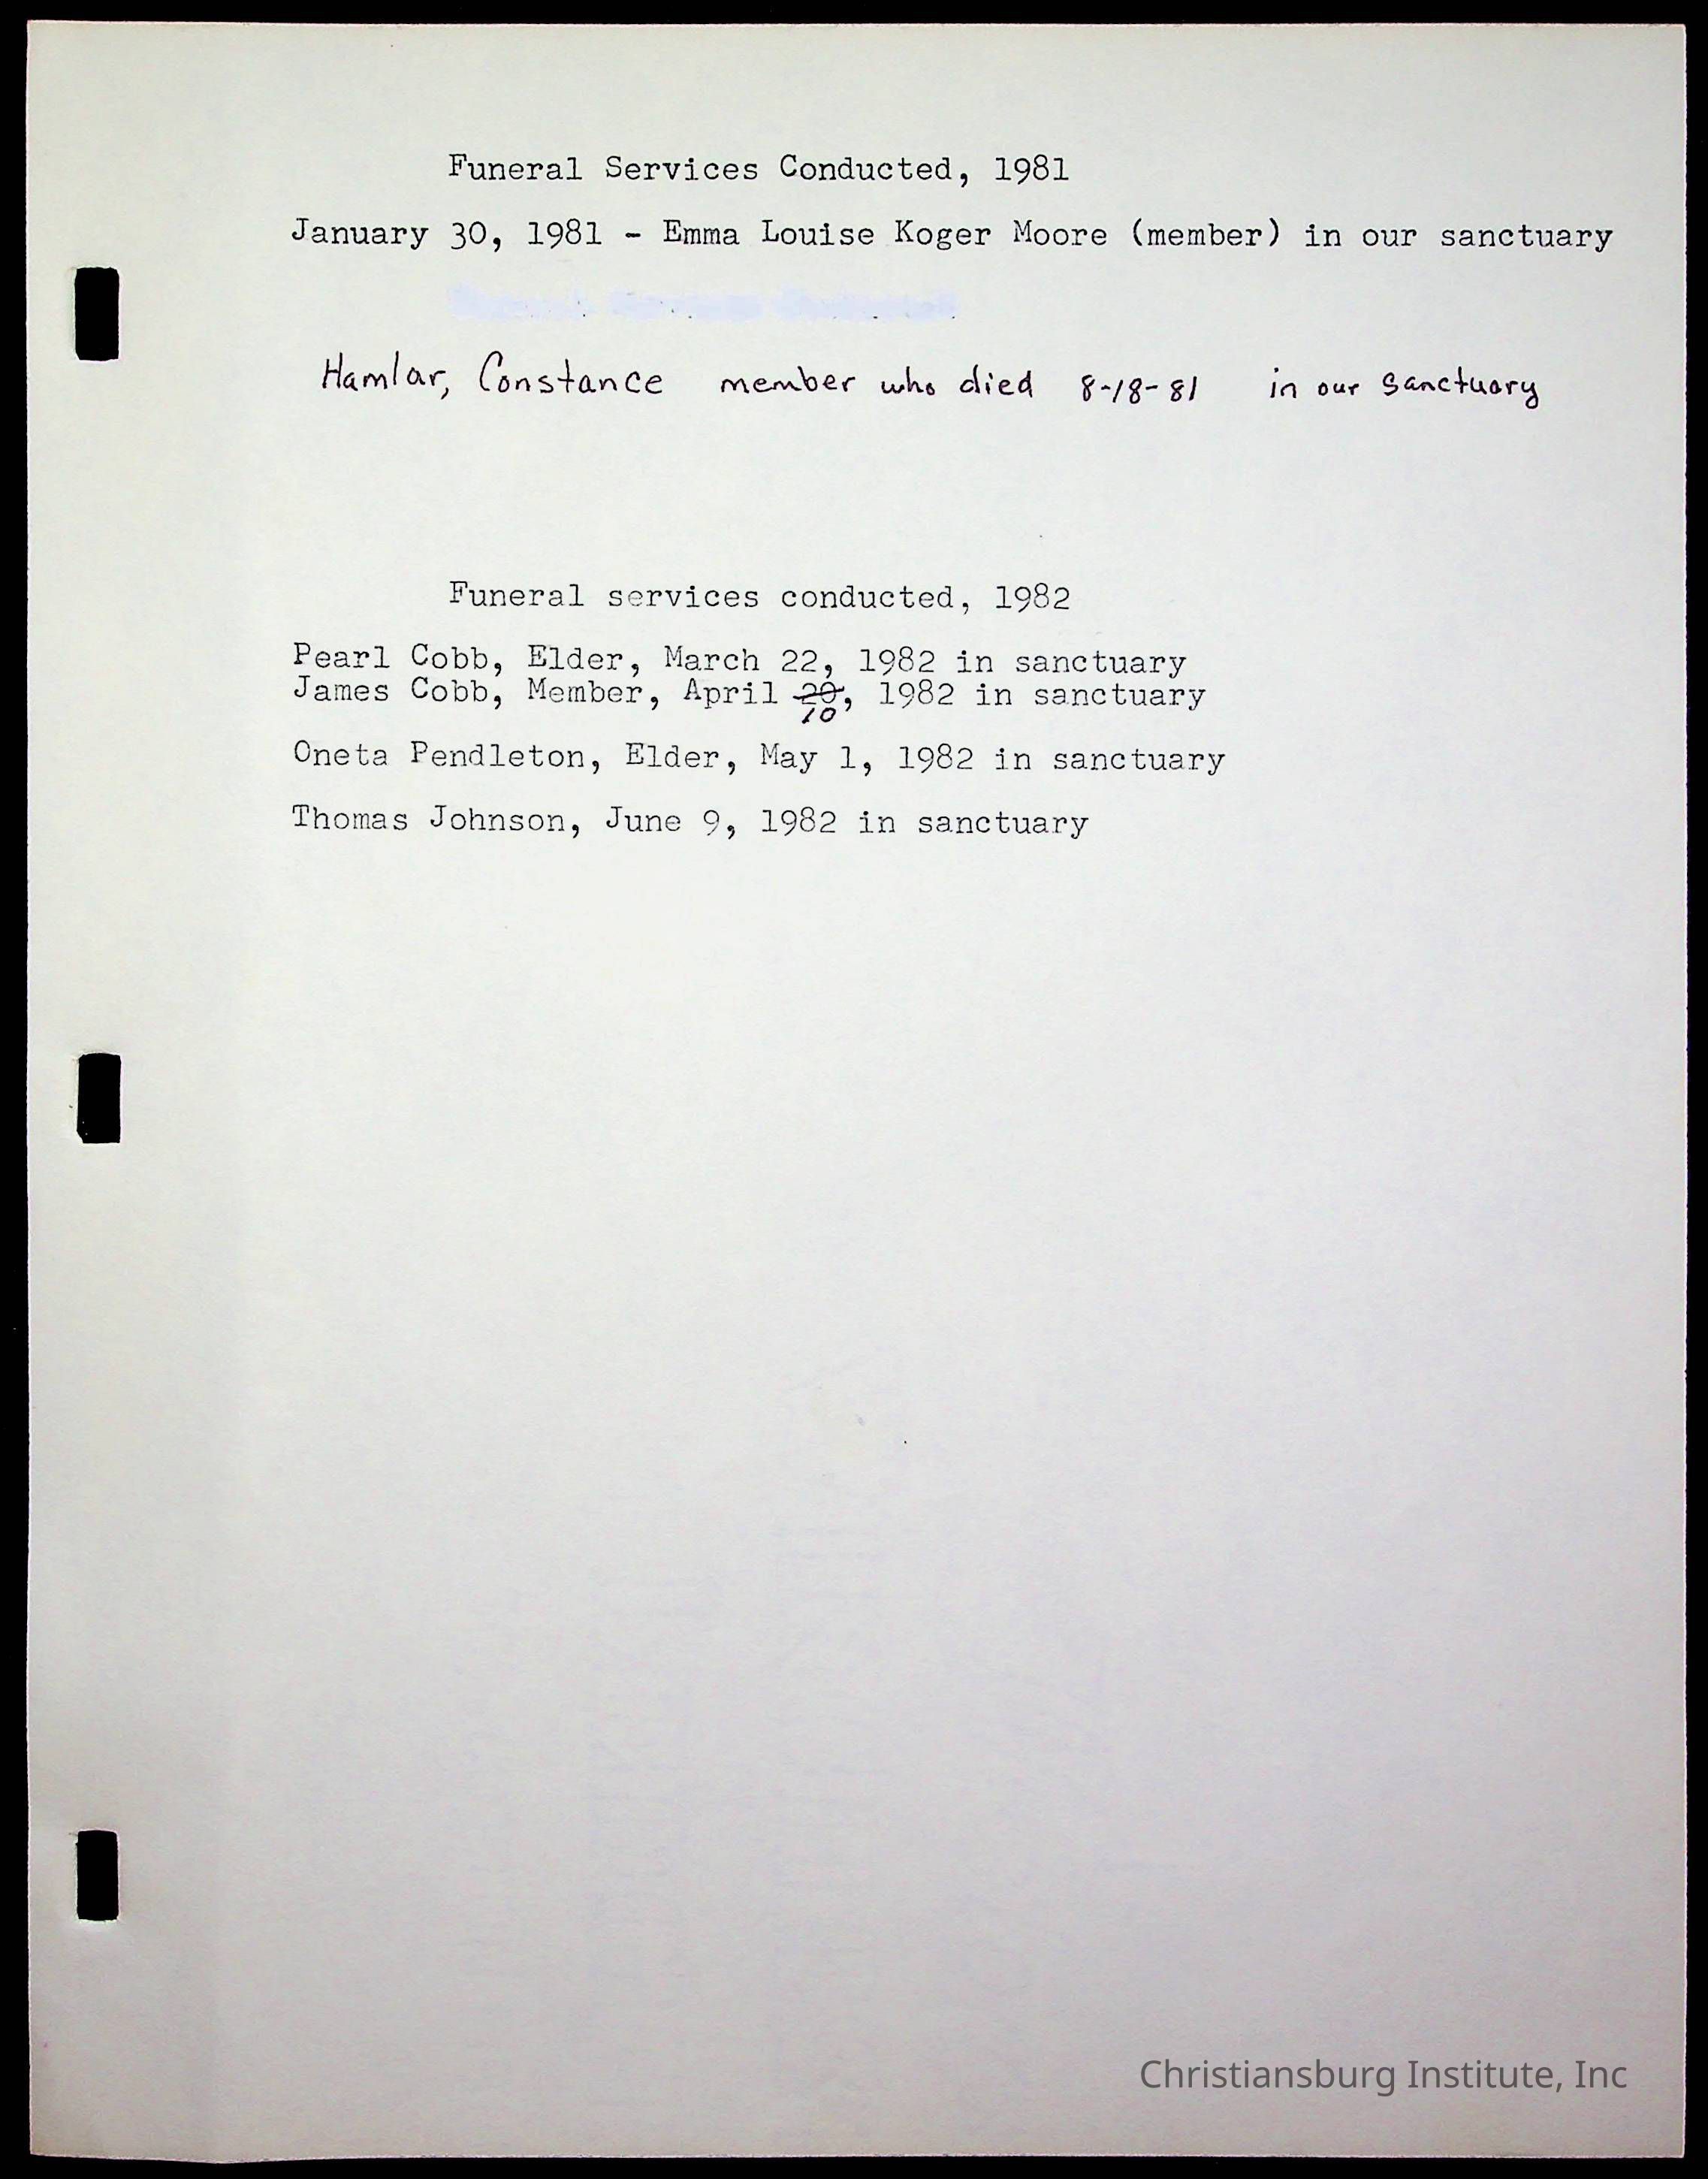 Funeral Services Conducted, 1981
January 30, 1981 - Emma Louise Koger Moore (member) in our sanctuary
Hamlar, Constance member who died 8-18-81 in our sanctuary
Funeral services conducted, 1982
Pearl Cobb, Elder, March 22, 1982 in sanctuary
James Cobb, Member, April 20, 1982 in sanctuary
10
Oneta Pendleton, Elder, May 1, 1982 in sanctuary
Thomas Johnson, June 9, 1982 in sanctuary
Christiansburg Institute, Inc